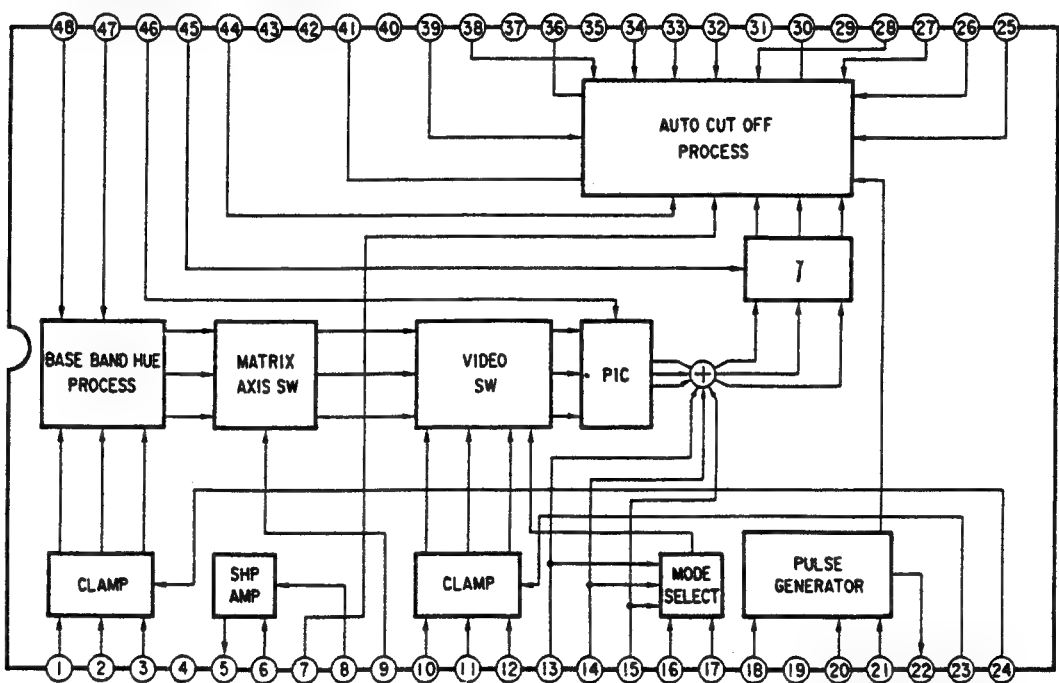 48 47 46 45 44 43 42 41 40 39 38 37 36 35 34 33 32 31 30 29 28 27 26 25
AUTO CUT OFF
PROCESS
γ
BASE BAND HUE
PROCESS
MATRIX
AXIS SW
VIDEO
SW
PIC
+
CLAMP
SHP
AMP
CLAMP
MODE
SELECT
PULSE
GENERATOR
1 2 3 4 5 6 7 8 9 10 11 12 13 14 15 16 17 18 19 20 21 22 23 24